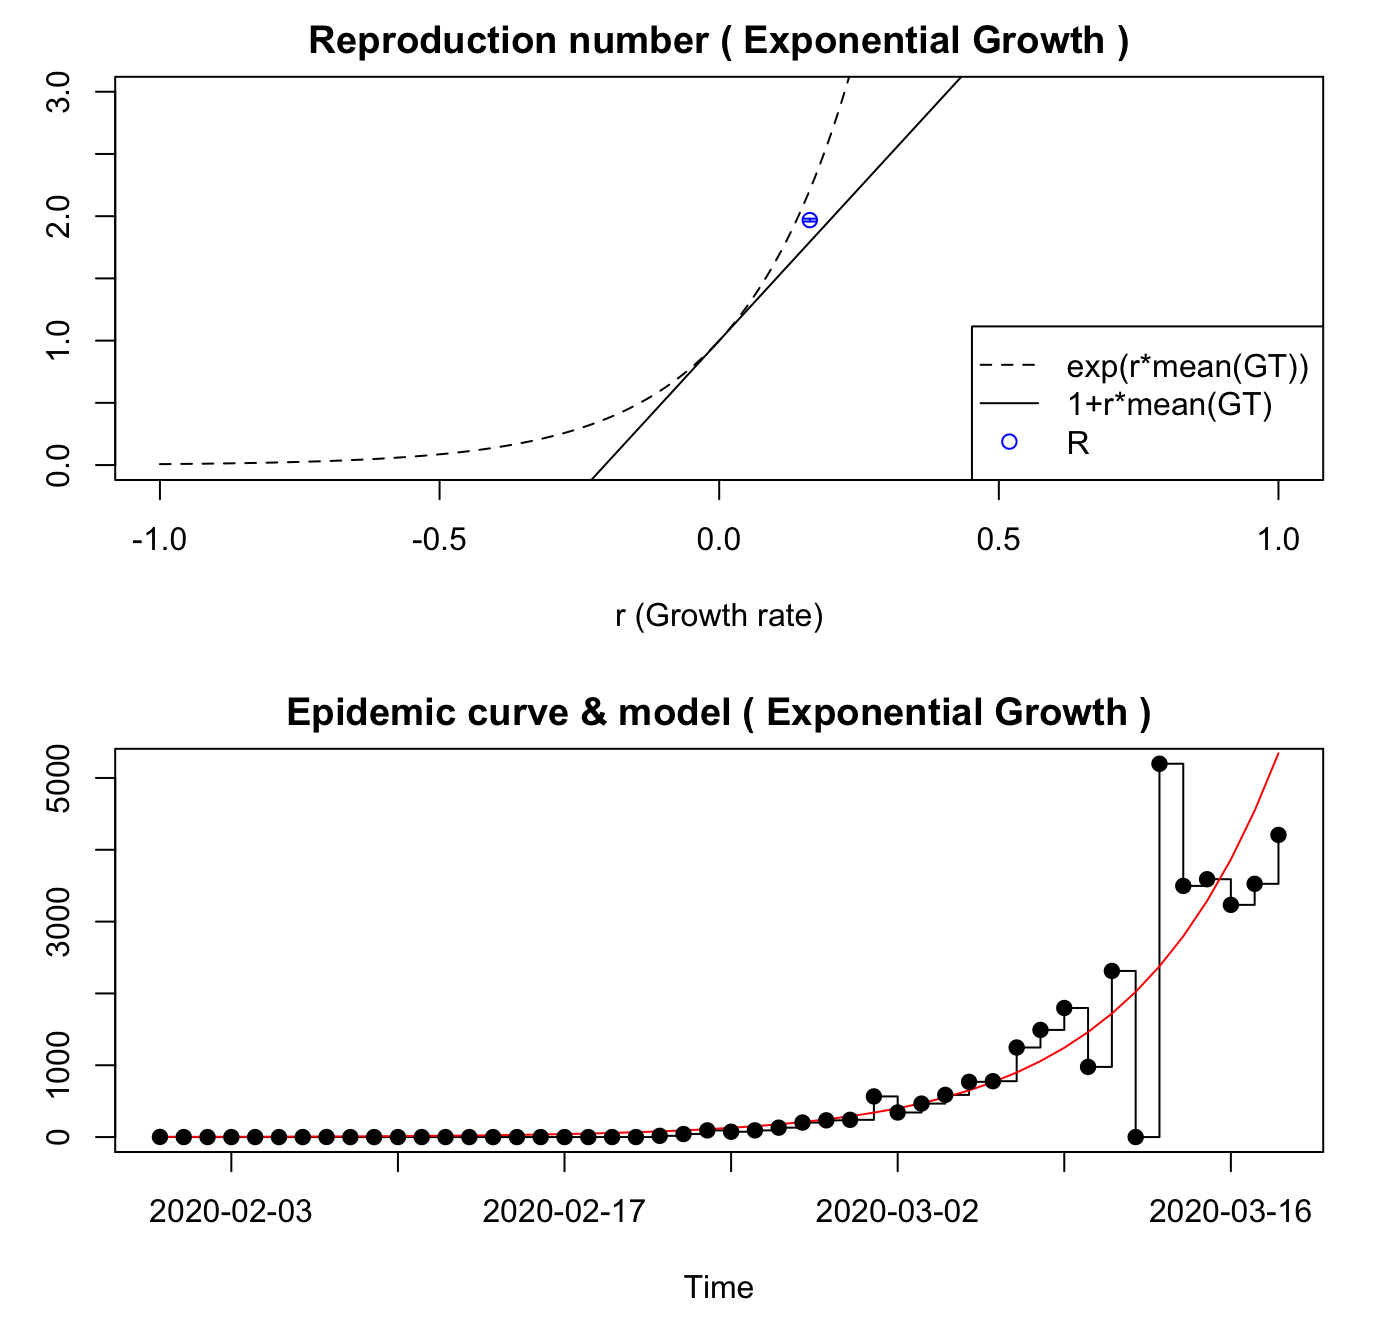 Reproduction number ( Exponential Growth )
3.0
2.0
1.0
0.0
exp(r*mean(GT))
1+r*mean(GT)
R
-1.0 -0.5 0.0 0.5 1.0
r (Growth rate)
Epidemic curve & model ( Exponential Growth )
5000
3000
1000
0
2020-02-03 2020-02-17 2020-03-02 2020-03-16
Time